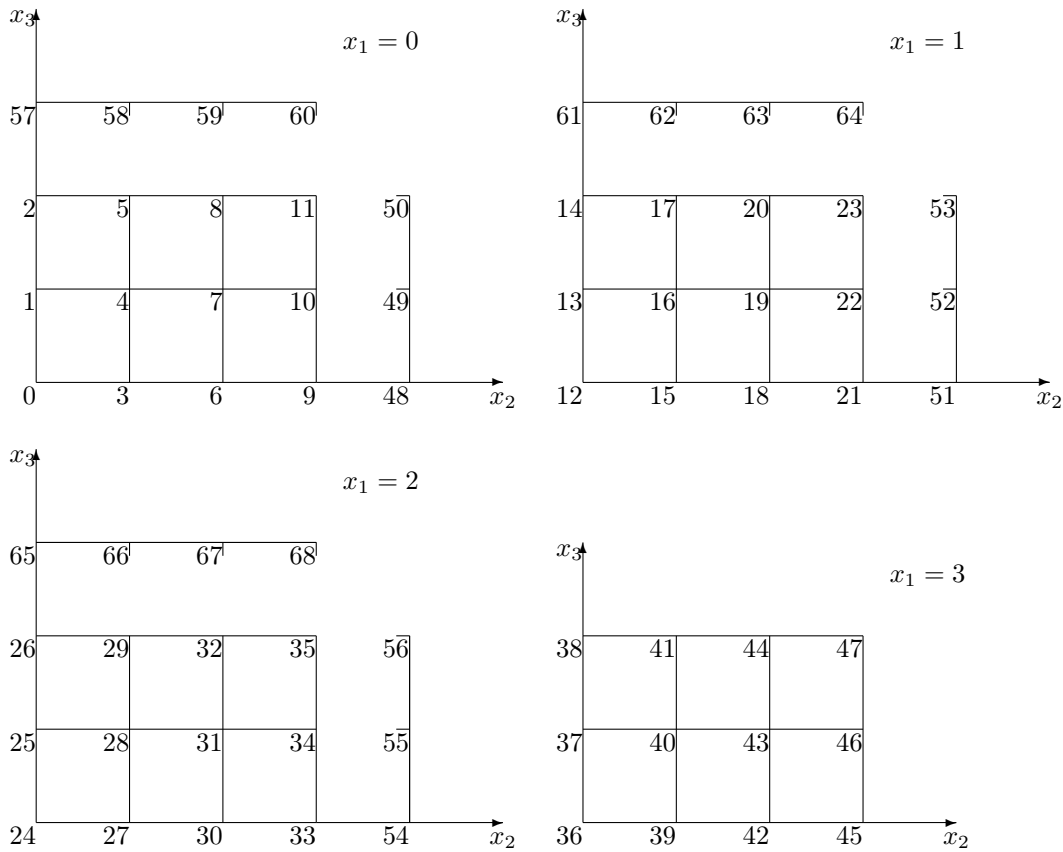 x₃
x₁ = 0
57 58 59 60
2 5 8 11 50
1 4 7 10 49
0 3 6 9 48 x₂
x₃
x₁ = 1
61 62 63 64
14 17 20 23 53
13 16 19 22 52
12 15 18 21 51 x₂
x₃
x₁ = 2
65 66 67 68
26 29 32 35 56
25 28 31 34 55
24 27 30 33 54 x₂
x₃
x₁ = 3
38 41 44 47
37 40 43 46
36 39 42 45 x₂